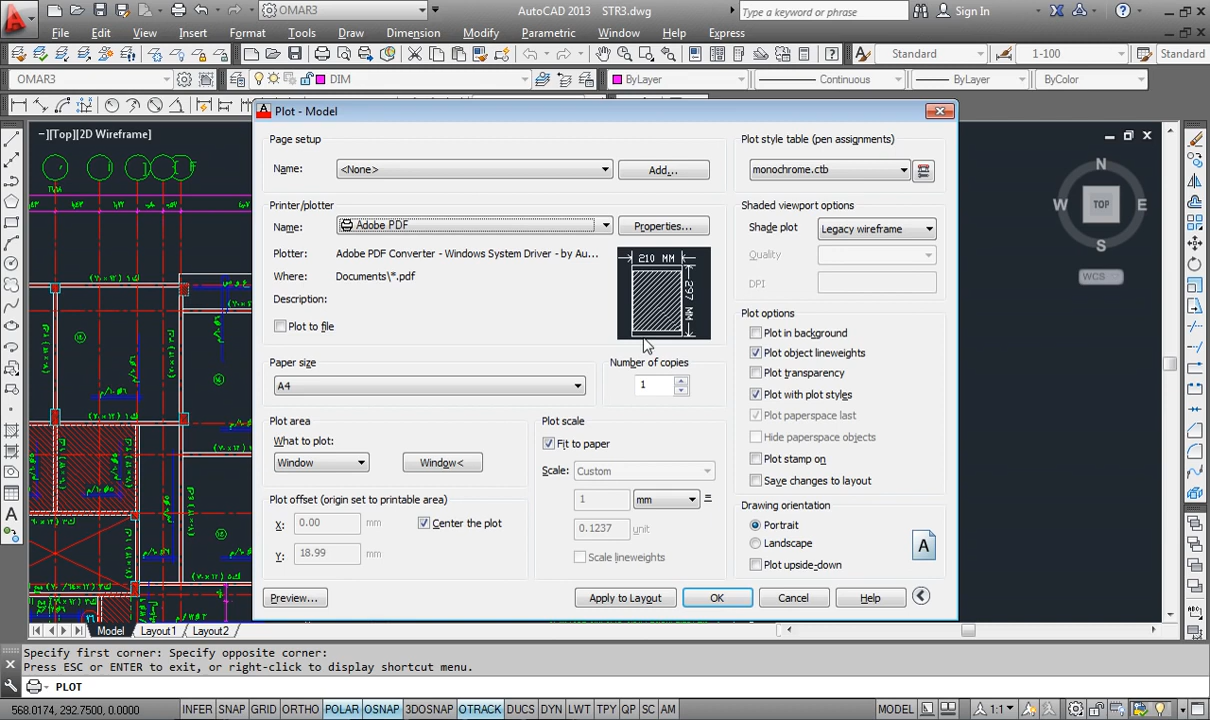 OMAR3
AutoCAD 2013 STR3.dwg
Type a keyword or phrase
Sign In
File Edit View Insert Format Tools Draw Dimension Modify Parametric Window Help Express
Standard
1-100
Standard
OMAR3
DIM
ByLayer
Continuous
ByLayer
ByColor
−][Top][2D Wireframe]
Plot - Model
Page setup
Name:
<None>
Add...
Printer/plotter
Name:
Adobe PDF
Properties...
Plotter:
Adobe PDF Converter - Windows System Driver - by Au...
Where:
Documents\*.pdf
Description:
Plot to file
210 MM
297 MM
Paper size
A4
Number of copies
1
Plot area
What to plot:
Window
Window<
Plot scale
Fit to paper
Scale:
Custom
1
mm
=
0.1237
unit
Scale lineweights
Plot offset (origin set to printable area)
X:
0.00
mm
Center the plot
Y:
18.99
mm
Plot style table (pen assignments)
monochrome.ctb
Shaded viewport options
Shade plot
Legacy wireframe
Quality
DPI
Plot options
Plot in background
Plot object lineweights
Plot transparency
Plot with plot styles
Plot paperspace last
Hide paperspace objects
Plot stamp on
Save changes to layout
Drawing orientation
Portrait
Landscape
Plot upside-down
A
Preview...
Apply to Layout
OK
Cancel
Help
N
W
TOP
E
S
WCS
Model Layout1 Layout2
Specify first corner: Specify opposite corner:
Press ESC or ENTER to exit, or right-click to display shortcut menu.
PLOT
568.0174, 292.7500, 0.0000
INFER SNAP GRID ORTHO POLAR OSNAP 3DOSNAP OTRACK DUCS DYN LWT TPY QP SC AM
MODEL
1:1